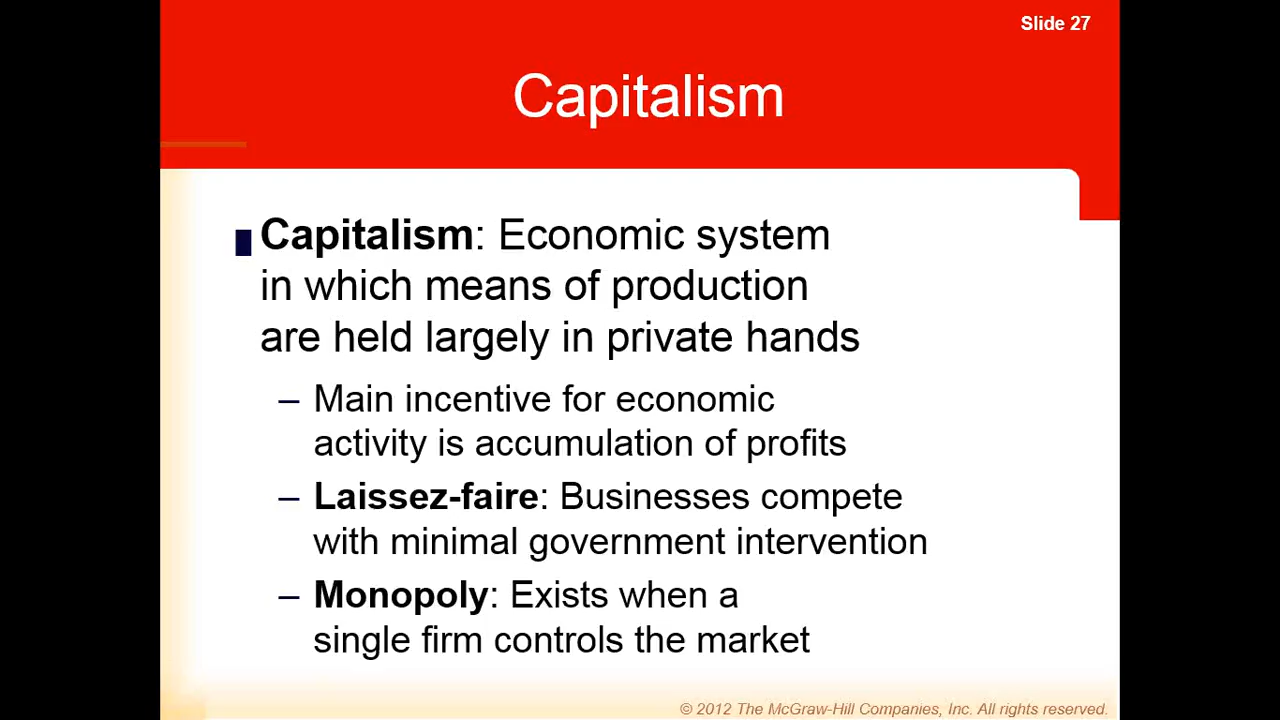 Slide 27
Capitalism
Capitalism: Economic system
in which means of production
are held largely in private hands
– Main incentive for economic
activity is accumulation of profits
– Laissez-faire: Businesses compete
with minimal government intervention
– Monopoly: Exists when a
single firm controls the market
© 2012 The McGraw-Hill Companies, Inc. All rights reserved.